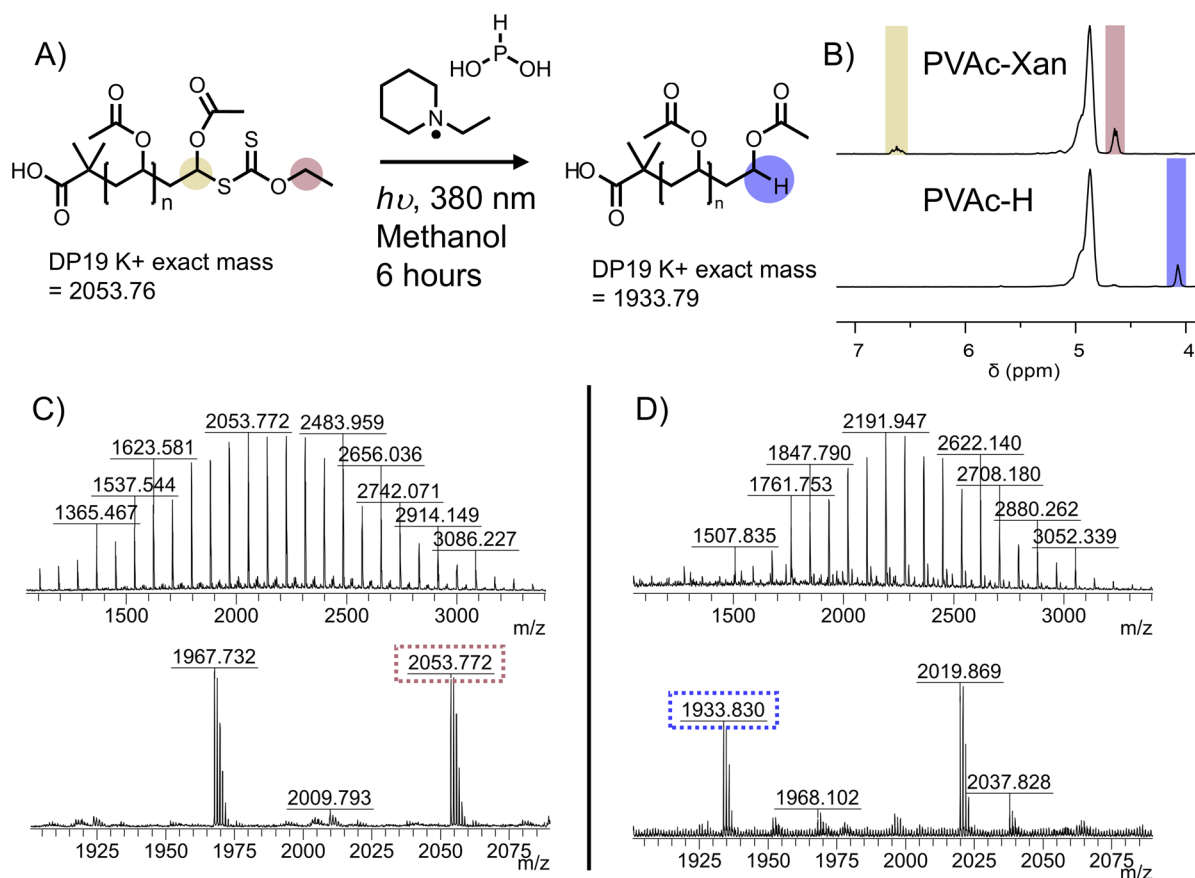 A)
H
P
HO OH
N
•
O
O
HO
O
O
O
n
S
S
O
hυ, 380 nm
Methanol
6 hours
O
O
HO
O
O
O
n
H
DP19 K+ exact mass
= 2053.76
DP19 K+ exact mass
= 1933.79
B)
PVAc-Xan
PVAc-H
7 6 5 4
δ (ppm)
C)
2053.772
2483.959
1623.581
2656.036
1537.544
2742.071
1365.467
2914.149
3086.227
1500 2000 2500 3000
m/z
1967.732
2053.772
2009.793
1925 1950 1975 2000 2025 2050 2075
m/z
D)
2191.947
2622.140
1847.790
2708.180
1761.753
2880.262
1507.835
3052.339
1500 2000 2500 3000
m/z
2019.869
1933.830
2037.828
1968.102
1925 1950 1975 2000 2025 2050 2075
m/z